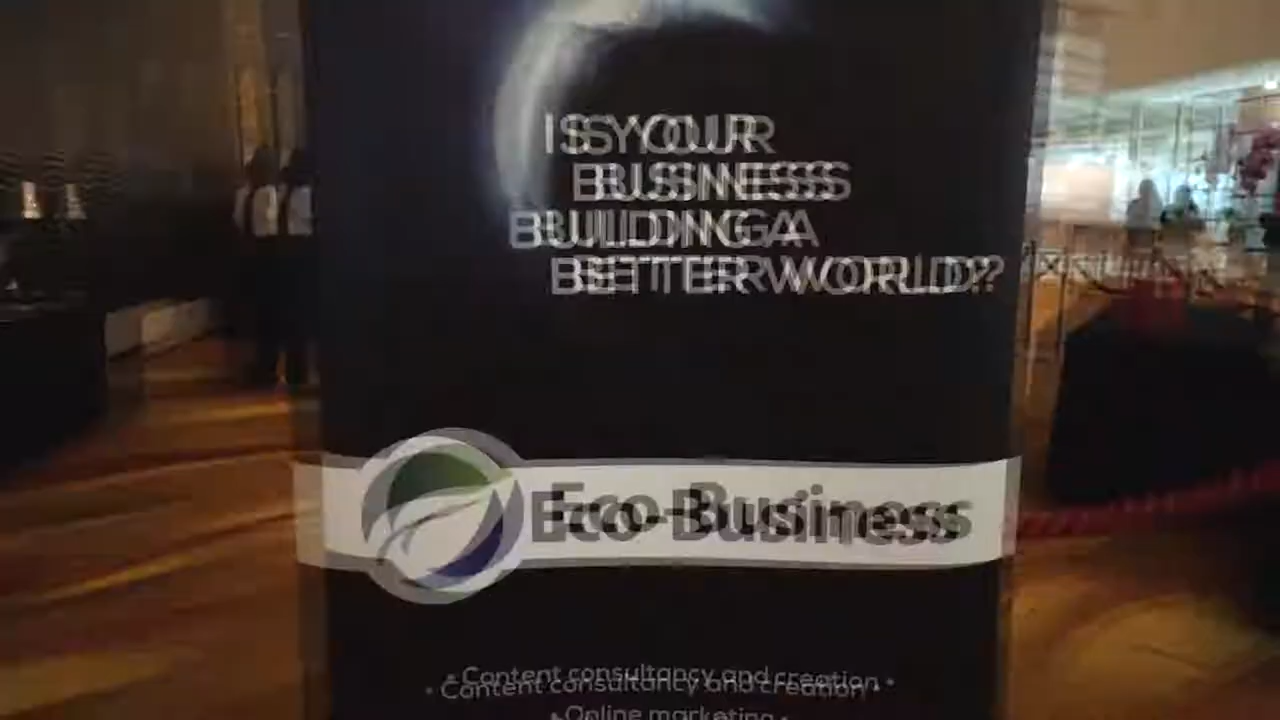 IS YOUR
BUSINESS
BUILDING A
BETTER WORLD?
Eco-Business
• Content consultancy and creation •
• Online marketing •